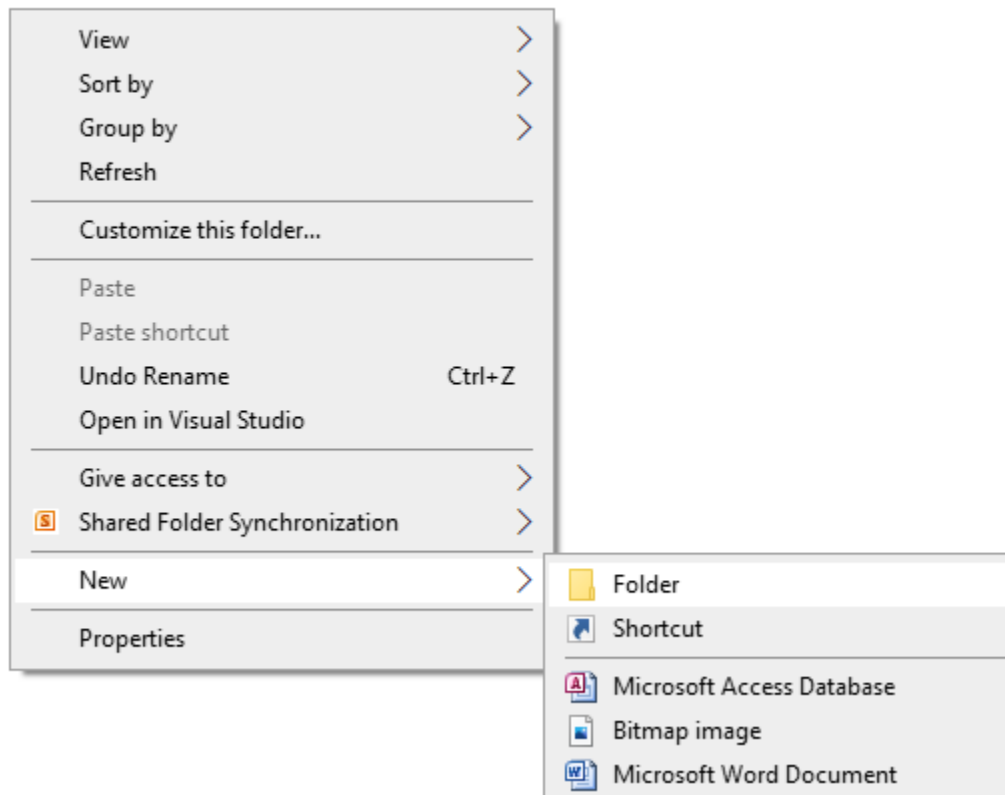 View
Sort by
Group by
Refresh
Customize this folder...
Paste
Paste shortcut
Undo Rename Ctrl+Z
Open in Visual Studio
Give access to
S Shared Folder Synchronization
New
Properties
Folder
Shortcut
A Microsoft Access Database
Bitmap image
W Microsoft Word Document